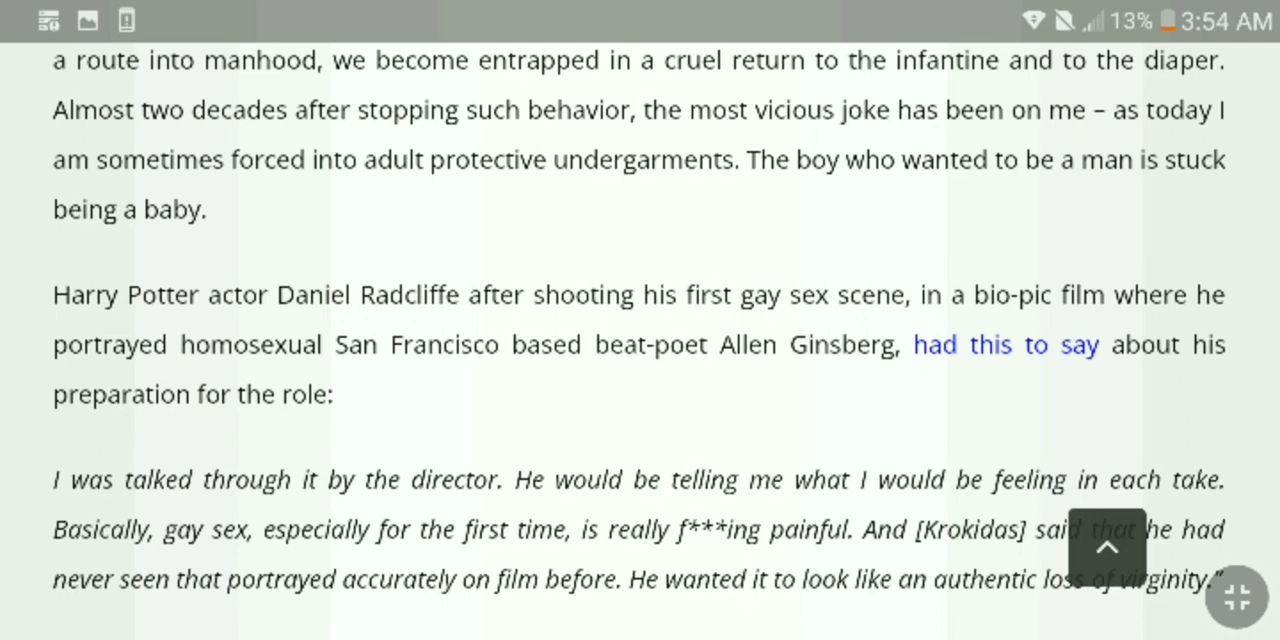 13% 3:54 AM
a route into manhood, we become entrapped in a cruel return to the infantine and to the diaper.
Almost two decades after stopping such behavior, the most vicious joke has been on me – as today I
am sometimes forced into adult protective undergarments. The boy who wanted to be a man is stuck
being a baby.
Harry Potter actor Daniel Radcliffe after shooting his first gay sex scene, in a bio-pic film where he
portrayed homosexual San Francisco based beat-poet Allen Ginsberg, had this to say about his
preparation for the role:
I was talked through it by the director. He would be telling me what I would be feeling in each take.
Basically, gay sex, especially for the first time, is really f***ing painful. And [Krokidas] said that he had
never seen that portrayed accurately on film before. He wanted it to look like an authentic loss of virginity.”